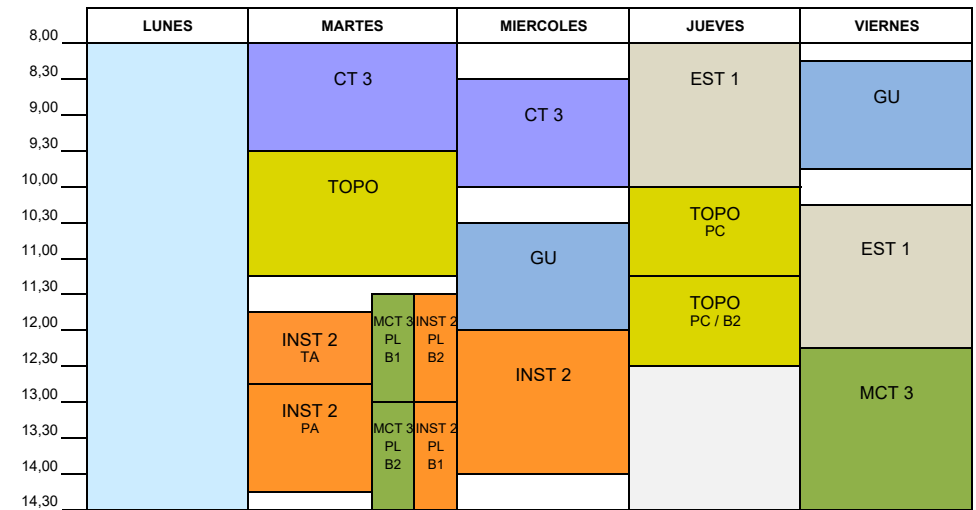 LUNES MARTES MIERCOLES JUEVES VIERNES
8,00
8,30
9,00
9,30
10,00
10,30
11,00
11,30
12,00
12,30
13,00
13,30
14,00
14,30
CT 3
TOPO
INST 2
TA
INST 2
PA
MCT 3
PL
B1
INST 2
PL
B2
MCT 3
PL
B2
INST 2
PL
B1
CT 3
GU
INST 2
EST 1
TOPO
PC
TOPO
PC / B2
GU
EST 1
MCT 3